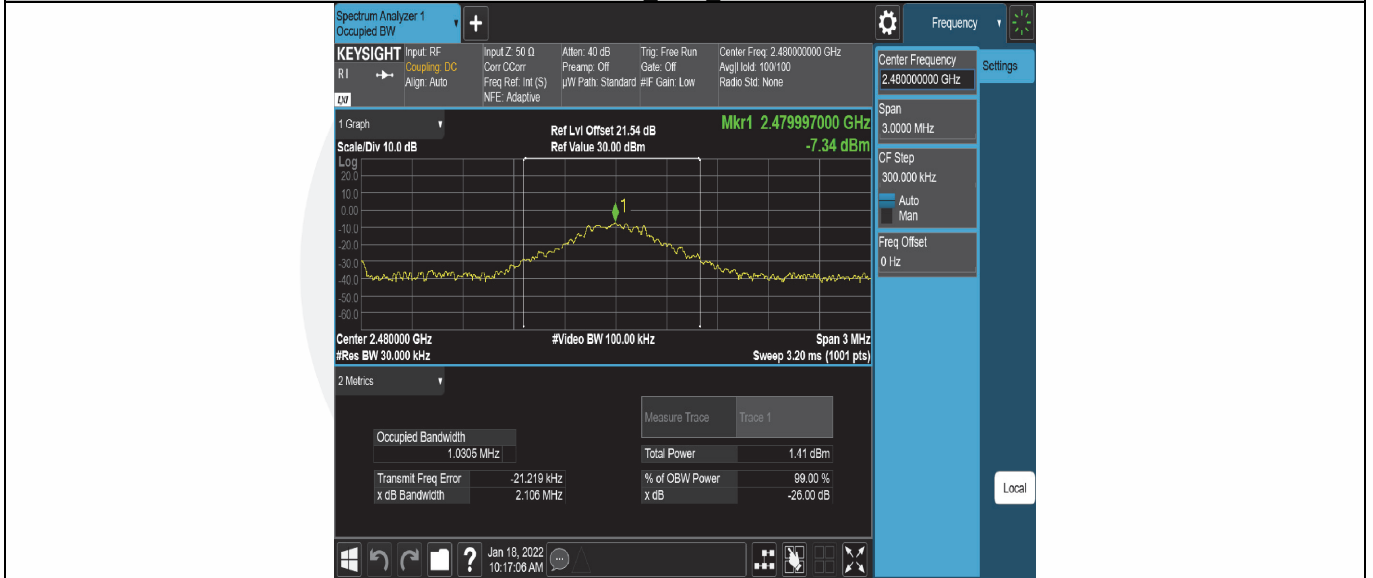 Spectrum Analyzer 1
Occupied BW
+
Frequency
KEYSIGHT
R I
LXI
Input: RF
Coupling: DC
Align: Auto
Input Z: 50 Ω
Corr CCorr
Freq Ref: Int (S)
NFE: Adaptive
Atten: 40 dB
Preamp: Off
µW Path: Standard
Trig: Free Run
Gate: Off
#IF Gain: Low
Center Freq: 2.480000000 GHz
Avg|Hold: 100/100
Radio Std: None
Center Frequency
2.480000000 GHz
Settings
Span
3.0000 MHz
CF Step
300.000 kHz
Auto
Man
Freq Offset
0 Hz
Local
1 Graph
Scale/Div 10.0 dB
Ref Lvl Offset 21.54 dB
Ref Value 30.00 dBm
Mkr1 2.479997000 GHz
-7.34 dBm
Log
20.0
10.0
0.00
-10.0
-20.0
-30.0
-40.0
-50.0
-60.0
1
Center 2.480000 GHz
#Video BW 100.00 kHz
Span 3 MHz
#Res BW 30.000 kHz
Sweep 3.20 ms (1001 pts)
2 Metrics
Measure Trace Trace 1
Occupied Bandwidth
1.0305 MHz
Total Power 1.41 dBm
Transmit Freq Error -21.219 kHz
% of OBW Power 99.00 %
x dB Bandwidth 2.106 MHz
x dB -26.00 dB
?
Jan 18, 2022
10:17:06 AM